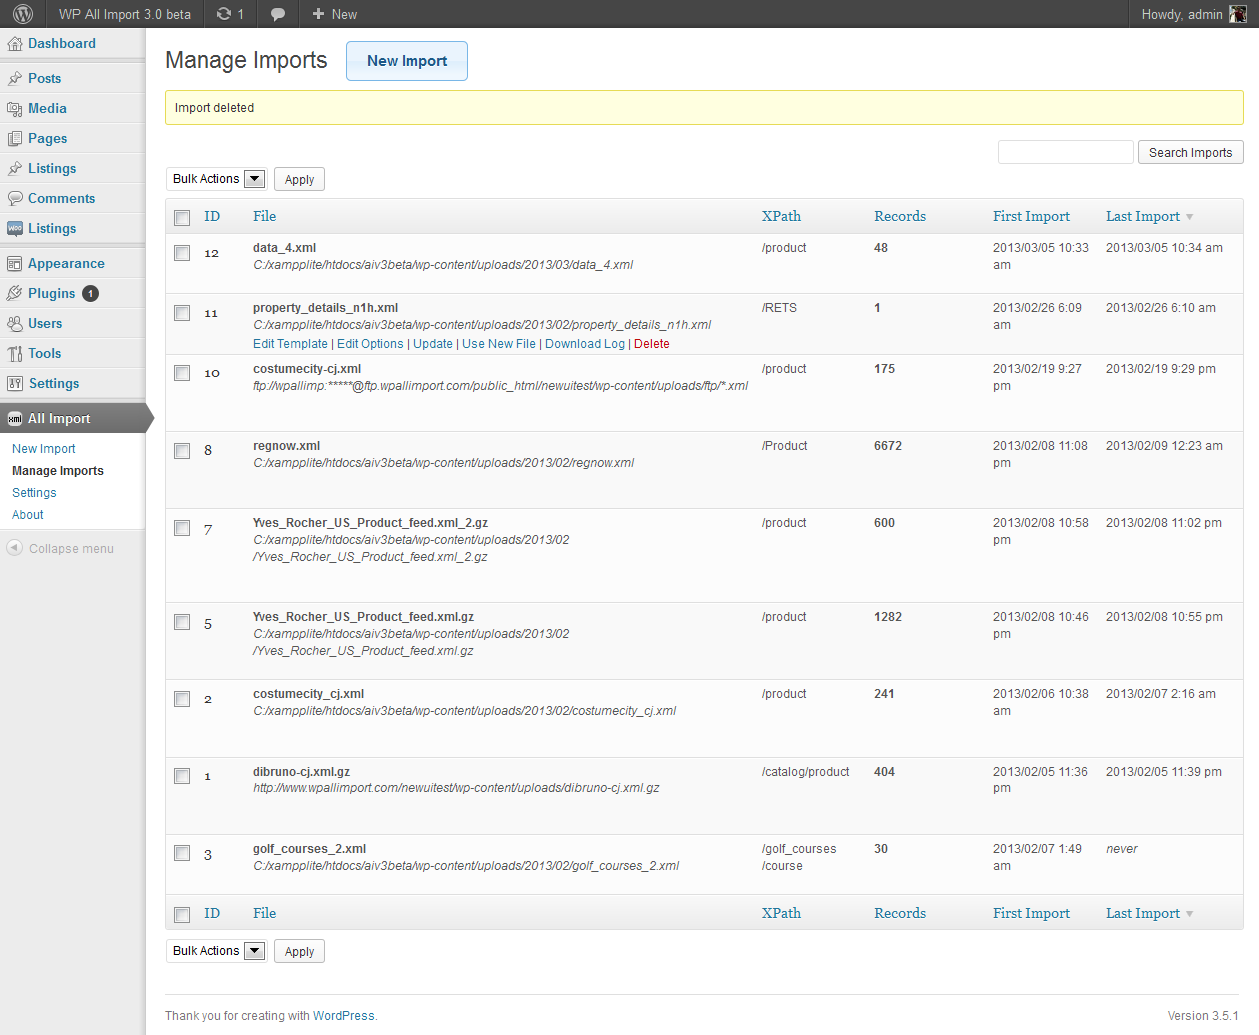 WP All Import 3.0 beta 1 + New Howdy, admin
Dashboard
Posts
Media
Pages
Listings
Comments
WOO Listings
Appearance
Plugins 1
Users
Tools
Settings
xml All Import
New Import
Manage Imports
Settings
About
Collapse menu
Manage Imports New Import
Import deleted
Search Imports
Bulk Actions Apply
ID File XPath Records First Import Last Import
12 data_4.xml /product 48 2013/03/05 10:33 2013/03/05 10:34 am
C:/xampplite/htdocs/aiv3beta/wp-content/uploads/2013/03/data_4.xml am
11 property_details_n1h.xml /RETS 1 2013/02/26 6:09 2013/02/26 6:10 am
C:/xampplite/htdocs/aiv3beta/wp-content/uploads/2013/02/property_details_n1h.xml am
Edit Template | Edit Options | Update | Use New File | Download Log | Delete
10 costumecity-cj.xml /product 175 2013/02/19 9:27 2013/02/19 9:29 pm
ftp://wpallimp:*****@ftp.wpallimport.com/public_html/newuitest/wp-content/uploads/ftp/*.xml pm
8 regnow.xml /Product 6672 2013/02/08 11:08 2013/02/09 12:23 am
C:/xampplite/htdocs/aiv3beta/wp-content/uploads/2013/02/regnow.xml pm
7 Yves_Rocher_US_Product_feed.xml_2.gz /product 600 2013/02/08 10:58 2013/02/08 11:02 pm
C:/xampplite/htdocs/aiv3beta/wp-content/uploads/2013/02 pm
/Yves_Rocher_US_Product_feed.xml_2.gz
5 Yves_Rocher_US_Product_feed.xml.gz /product 1282 2013/02/08 10:46 2013/02/08 10:55 pm
C:/xampplite/htdocs/aiv3beta/wp-content/uploads/2013/02 pm
/Yves_Rocher_US_Product_feed.xml.gz
2 costumecity_cj.xml /product 241 2013/02/06 10:38 2013/02/07 2:16 am
C:/xampplite/htdocs/aiv3beta/wp-content/uploads/2013/02/costumecity_cj.xml am
1 dibruno-cj.xml.gz /catalog/product 404 2013/02/05 11:36 2013/02/05 11:39 pm
http://www.wpallimport.com/newuitest/wp-content/uploads/dibruno-cj.xml.gz pm
3 golf_courses_2.xml /golf_courses 30 2013/02/07 1:49 never
C:/xampplite/htdocs/aiv3beta/wp-content/uploads/2013/02/golf_courses_2.xml /course am
ID File XPath Records First Import Last Import
Bulk Actions Apply
Thank you for creating with WordPress. Version 3.5.1